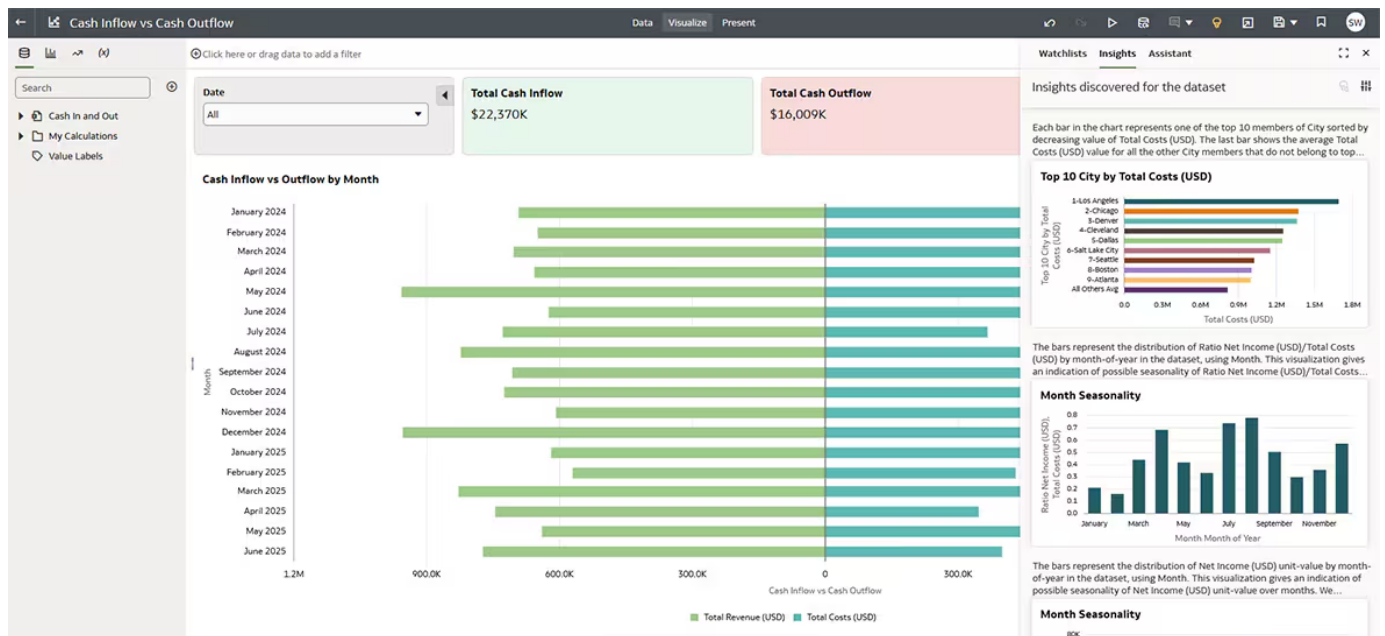 Cash Inflow vs Cash Outflow
Data Visualize Present
SW
(x)
Search
Cash In and Out
My Calculations
Value Labels
Click here or drag data to add a filter
Date
All
Total Cash Inflow
$22,370K
Total Cash Outflow
$16,009K
Cash Inflow vs Outflow by Month
Month
January 2024
February 2024
March 2024
April 2024
May 2024
June 2024
July 2024
August 2024
September 2024
October 2024
November 2024
December 2024
January 2025
February 2025
March 2025
April 2025
May 2025
June 2025
1.2M 900.0K 600.0K 300.0K 0 300.0K
Cash Inflow vs Cash Outflow
Total Revenue (USD) Total Costs (USD)
Watchlists Insights Assistant
Insights discovered for the dataset
Each bar in the chart represents one of the top 10 members of City sorted by
decreasing value of Total Costs (USD). The last bar shows the average Total
Costs (USD) value for all the other City members that do not belong to top...
Top 10 City by Total Costs (USD)
Top 10 City by Total
Costs (USD)
1-Los Angeles
2-Chicago
3-Denver
4-Cleveland
5-Dallas
6-Salt Lake City
7-Seattle
8-Boston
9-Atlanta
All Others Avg
0.0 0.3M 0.6M 0.9M 1.2M 1.5M 1.8M
Total Costs (USD)
The bars represent the distribution of Ratio Net Income (USD)/Total Costs
(USD) by month-of-year in the dataset, using Month. This visualization gives
an indication of possible seasonality of Ratio Net Income (USD)/Total Costs...
Month Seasonality
Ratio Net Income (USD),
Total Costs (USD)
0.8
0.7
0.6
0.5
0.4
0.3
0.2
0.1
0.0
January March May July September November
Month Month of Year
The bars represent the distribution of Net Income (USD) unit-value by month-
of-year in the dataset, using Month. This visualization gives an indication of
possible seasonality of Net Income (USD) unit-value over months. We...
Month Seasonality
80K